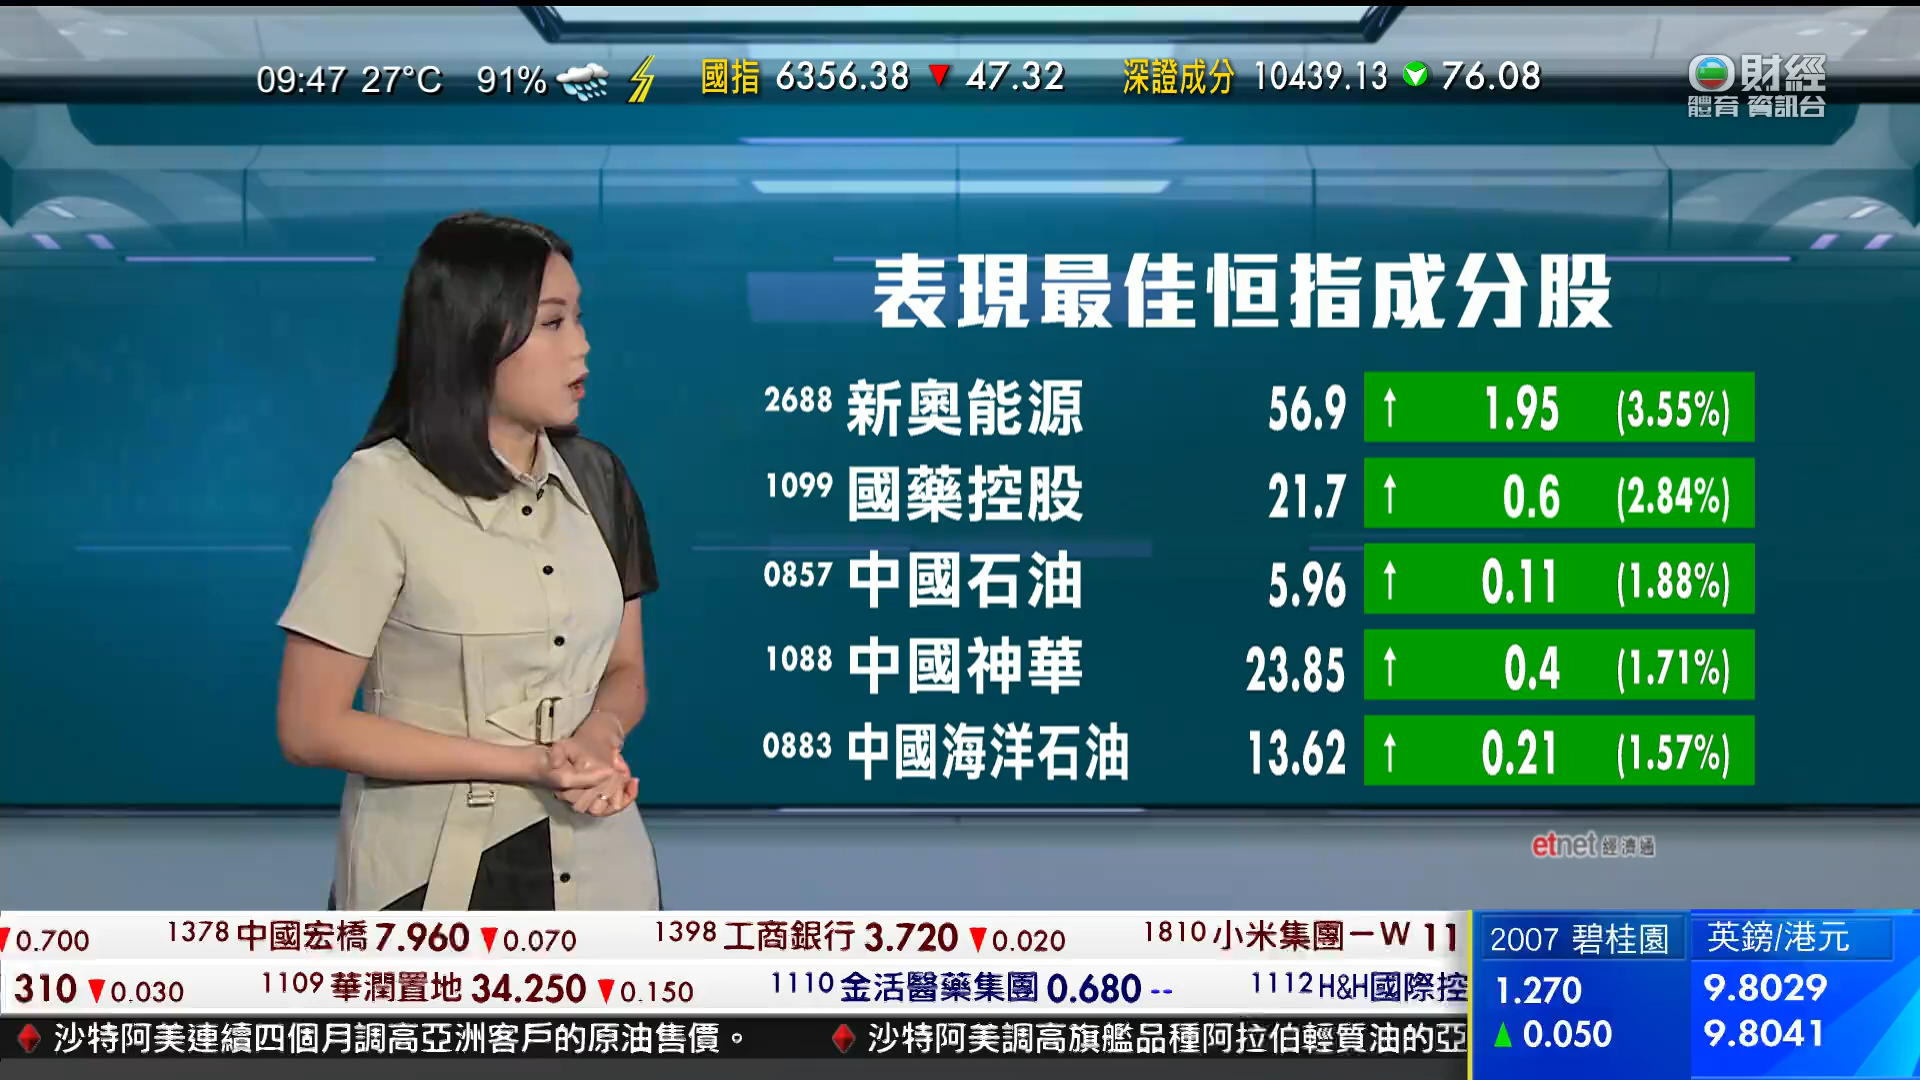 09:47 27°C 91% 國指 6356.38 ▼ 47.32 深證成分 10439.13 76.08
財經
體育 資訊台
表現最佳恒指成分股
2688 新奧能源 56.9 ↑ 1.95 (3.55%)
1099 國藥控股 21.7 ↑ 0.6 (2.84%)
0857 中國石油 5.96 ↑ 0.11 (1.88%)
1088 中國神華 23.85 ↑ 0.4 (1.71%)
0883 中國海洋石油 13.62 ↑ 0.21 (1.57%)
etnet 經濟通
▼0.700 1378 中國宏橋 7.960 ▼0.070 1398 工商銀行 3.720 ▼0.020 1810 小米集團－W 11
310 ▼0.030 1109 華潤置地 34.250 ▼0.150 1110 金活醫藥集團 0.680 -- 1112 H&H國際控
沙特阿美連續四個月調高亞洲客戶的原油售價。 沙特阿美調高旗艦品種阿拉伯輕質油的亞
2007 碧桂園
1.270
▲0.050
英鎊/港元
9.8029
9.8041